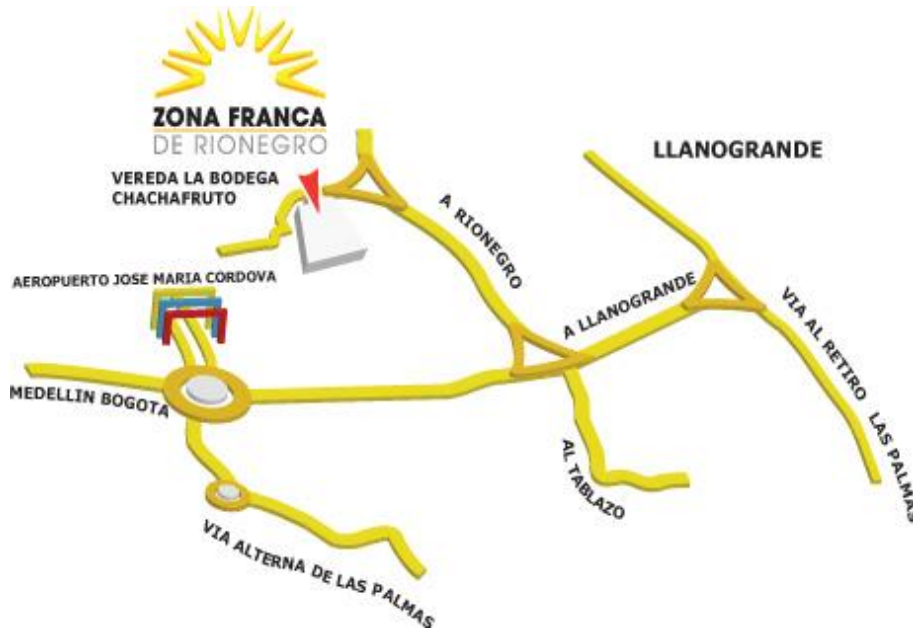 ZONA FRANCA
DE RIONEGRO
VEREDA LA BODEGA
CHACHAFRUTO
LLANOGRANDE
A RIONEGRO
AEROPUERTO JOSE MARIA CORDOVA
A LLANOGRANDE
VIA AL RETIRO LAS PALMAS
MEDELLIN BOGOTA
AL TABLAZO
VIA ALTERNA DE LAS PALMAS